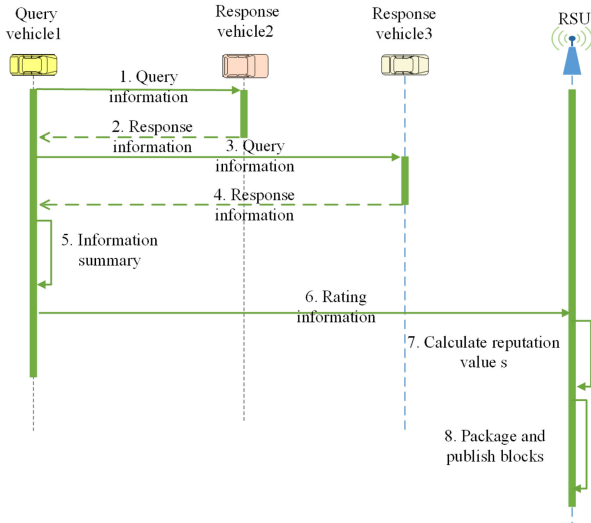 Query
vehicle1
Response
vehicle2
Response
vehicle3
RSU
1. Query
information
2. Response
information
3. Query
information
4. Response
information
5. Information
summary
6. Rating
information
7. Calculate reputation
value s
8. Package and
publish blocks